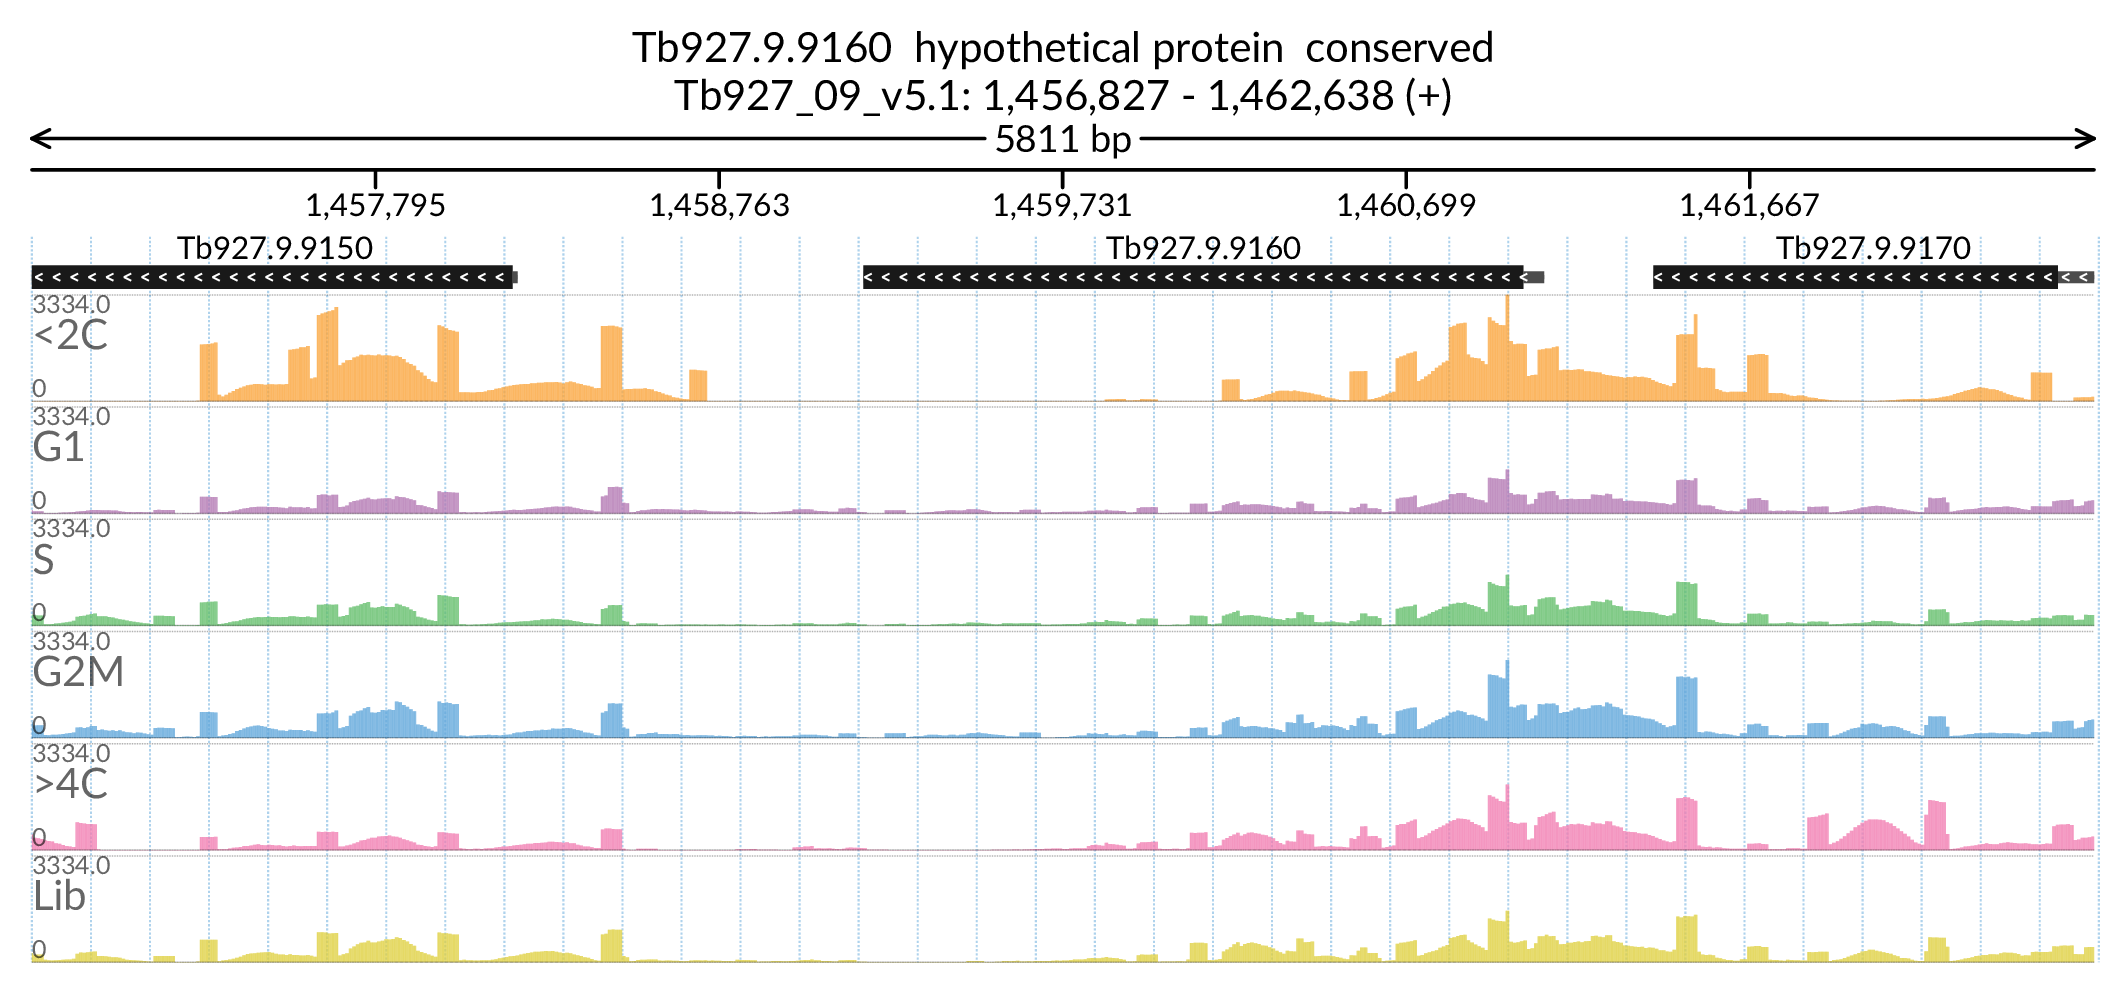 Tb927.9.9160  hypothetical protein  conserved
Tb927_09_v5.1: 1,456,827 - 1,462,638 (+)
5811 bp
1,457,795 1,458,763 1,459,731 1,460,699 1,461,667
Tb927.9.9150 Tb927.9.9160 Tb927.9.9170
3334.0
<2C
0
3334.0
G1
0
3334.0
S
0
3334.0
G2M
0
3334.0
>4C
0
3334.0
Lib
0